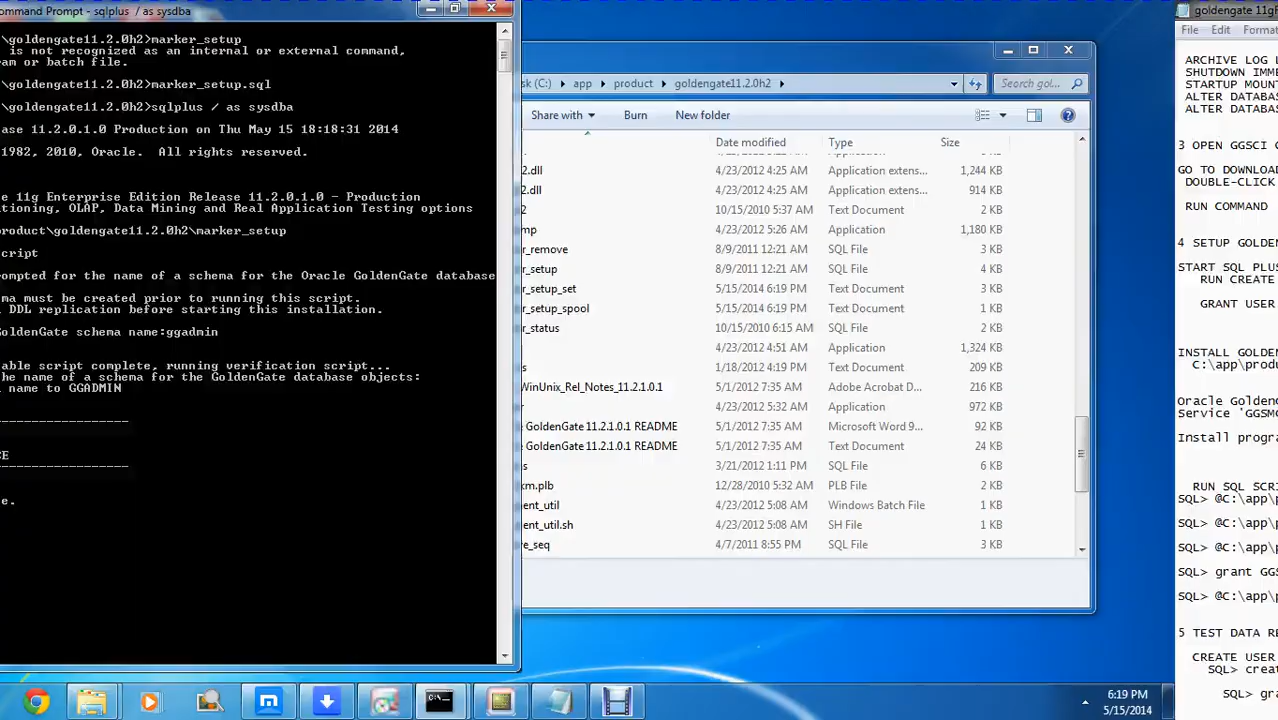 ommand Prompt - sqlplus / as sysdba
\goldengate11.2.0h2>marker_setup
is not recognized as an internal or external command,
am or batch file.
\goldengate11.2.0h2>marker_setup.sql
\goldengate11.2.0h2>sqlplus / as sysdba
ase 11.2.0.1.0 Production on Thu May 15 18:18:31 2014
1982, 2010, Oracle.  All rights reserved.
e 11g Enterprise Edition Release 11.2.0.1.0 - Production
tioning, OLAP, Data Mining and Real Application Testing options
product\goldengate11.2.0h2\marker_setup
cript
ompted for the name of a schema for the Oracle GoldenGate database
ma must be created prior to running this script.
DDL replication before starting this installation.
GoldenGate schema name:ggadmin
able script complete, running verification script...
he name of a schema for the GoldenGate database objects:
name to GGADMIN
-------------------
CE
-------------------
e.
sk (C:) app product goldengate11.2.0h2
Search gol...
Share with Burn New folder
Date modified Type Size
2.dll 4/23/2012 4:25 AM Application extens... 1,244 KB
2.dll 4/23/2012 4:25 AM Application extens... 914 KB
2 10/15/2010 5:37 AM Text Document 2 KB
mp 4/23/2012 5:26 AM Application 1,180 KB
r_remove 8/9/2011 12:21 AM SQL File 3 KB
r_setup 8/9/2011 12:21 AM SQL File 4 KB
r_setup_set 5/15/2014 6:19 PM Text Document 3 KB
r_setup_spool 5/15/2014 6:19 PM Text Document 1 KB
r_status 10/15/2010 6:15 AM SQL File 2 KB
4/23/2012 4:51 AM Application 1,324 KB
s 1/18/2012 4:19 PM Text Document 209 KB
WinUnix_Rel_Notes_11.2.1.0.1 5/1/2012 7:35 AM Adobe Acrobat D... 216 KB
r 4/23/2012 5:32 AM Application 972 KB
e GoldenGate 11.2.1.0.1 README 5/1/2012 7:35 AM Microsoft Word 9... 92 KB
e GoldenGate 11.2.1.0.1 README 5/1/2012 7:35 AM Text Document 24 KB
s 3/21/2012 1:11 PM SQL File 6 KB
km.plb 12/28/2010 5:32 AM PLB File 2 KB
ent_util 4/23/2012 5:08 AM Windows Batch File 1 KB
ent_util.sh 4/23/2012 5:08 AM SH File 1 KB
e_seq 4/7/2011 8:55 PM SQL File 3 KB
goldengate 11g
File Edit Format
ARCHIVE LOG L
SHUTDOWN IMME
STARTUP MOUNT
ALTER DATABAS
ALTER DATABAS
3 OPEN GGSCI C
GO TO DOWNLOAD
DOUBLE-CLICK
RUN COMMAND
4 SETUP GOLDEN
START SQL PLUS
RUN CREATE
GRANT USER
INSTALL GOLDEN
C:\app\produ
Oracle GoldenG
Service 'GGSMG
Install progra
RUN SQL SCRI
SQL> @C:\app\p
SQL> @C:\app\p
SQL> @C:\app\p
SQL> grant GGS
SQL> @C:\app\p
5 TEST DATA RE
CREATE USER
SQL> creat
SQL> gra
6:19 PM
5/15/2014